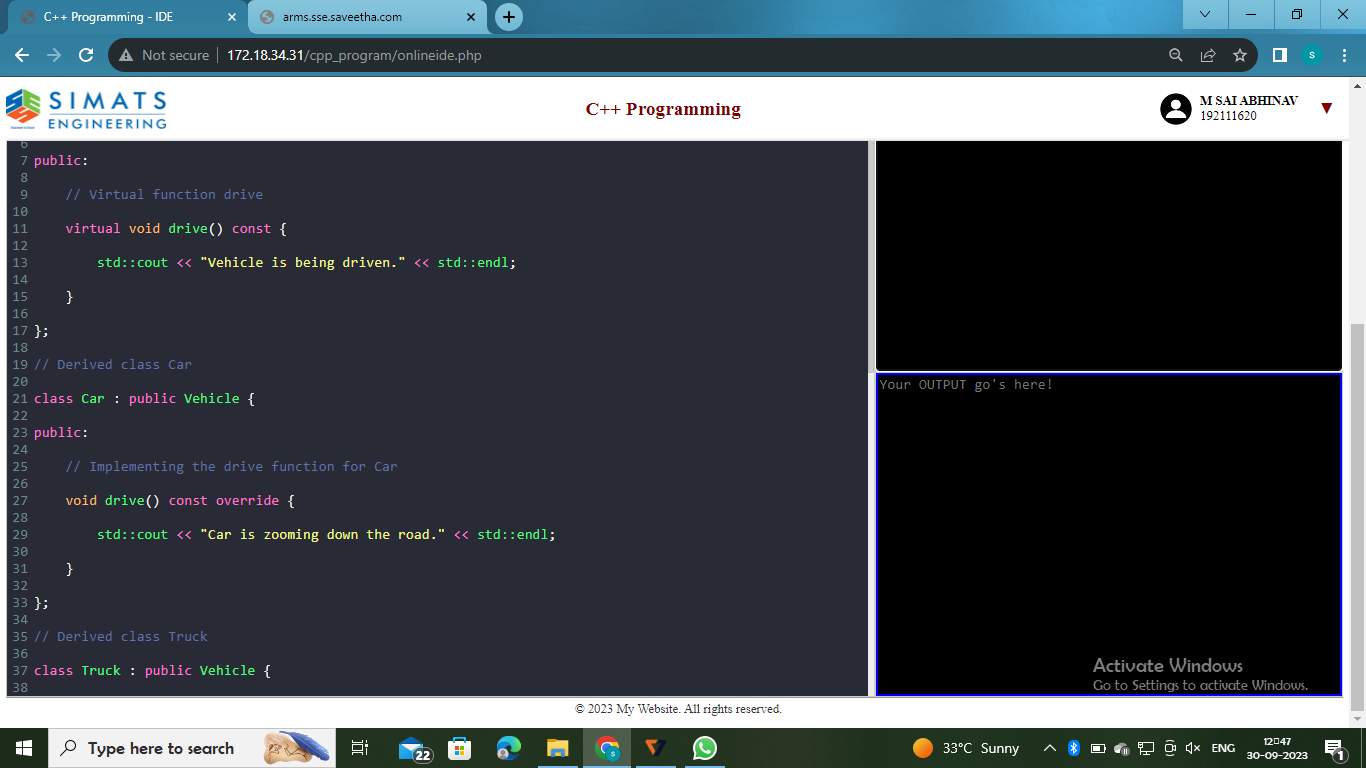 C++ Programming - IDE
arms.sse.saveetha.com
Not secure
172.18.34.31/cpp_program/onlineide.php
S
SIMATS
ENGINEERING
C++ Programming
M SAI ABHINAV
192111620
6
7 public:
8
9 // Virtual function drive
10
11 virtual void drive() const {
12
13 std::cout << "Vehicle is being driven." << std::endl;
14
15 }
16
17 };
18
19 // Derived class Car
20
21 class Car : public Vehicle {
22
23 public:
24
25 // Implementing the drive function for Car
26
27 void drive() const override {
28
29 std::cout << "Car is zooming down the road." << std::endl;
30
31 }
32
33 };
34
35 // Derived class Truck
36
37 class Truck : public Vehicle {
38
Your OUTPUT go's here!
Activate Windows
Go to Settings to activate Windows.
© 2023 My Website. All rights reserved.
Type here to search
22
33°C Sunny
ENG
12:47
30-09-2023
1